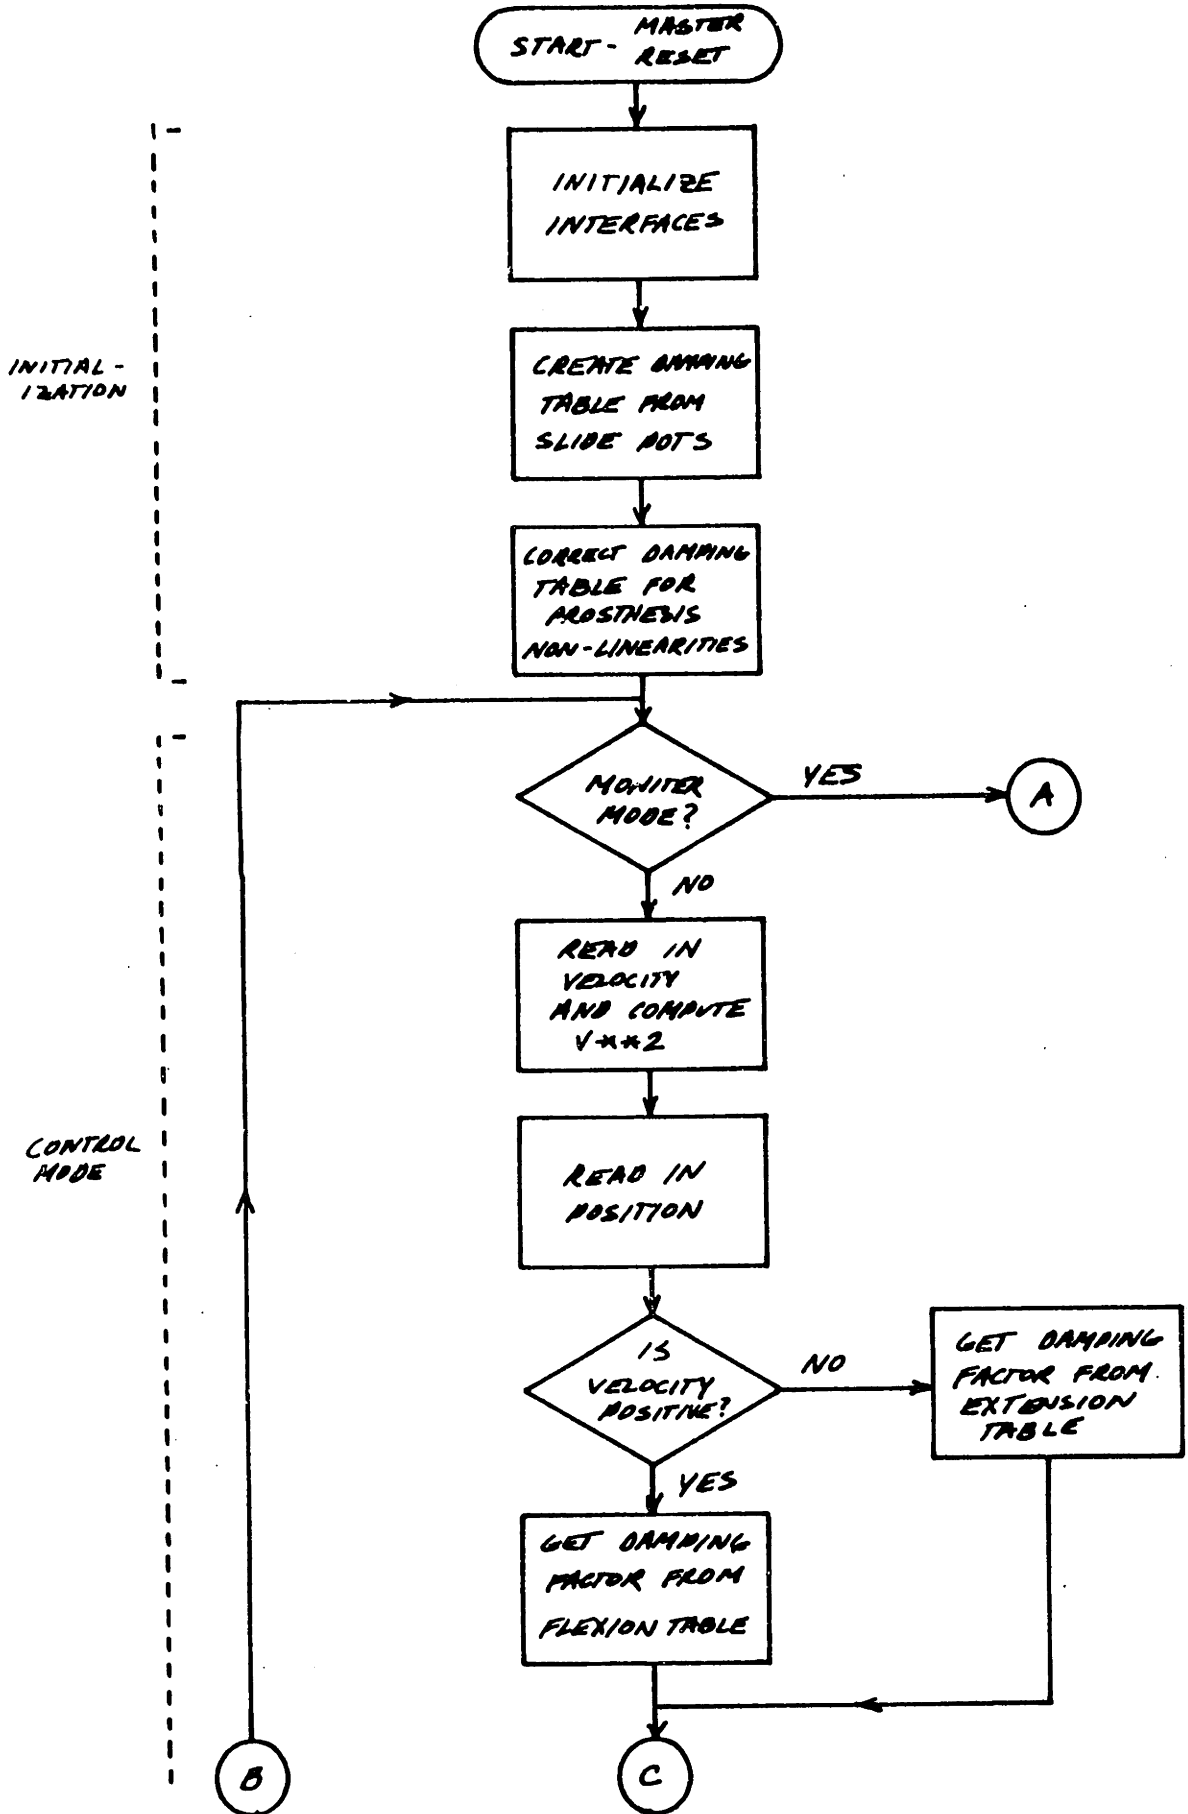 START - MASTER
RESET
INITIALIZE
INTERFACES
INITIAL-
IZATION
CREATE DAMPING
TABLE FROM
SLIDE POTS
CORRECT DAMPING
TABLE FOR
PROSTHESIS
NON-LINEARITIES
MONITER
MODE?
YES
A
NO
READ IN
VELOCITY
AND COMPUTE
V**2
CONTROL
MODE
READ IN
POSITION
IS
VELOCITY
POSITIVE?
NO
GET DAMPING
FACTOR FROM
EXTENSION
TABLE
YES
GET DAMPING
FACTOR FROM
FLEXION TABLE
B
C